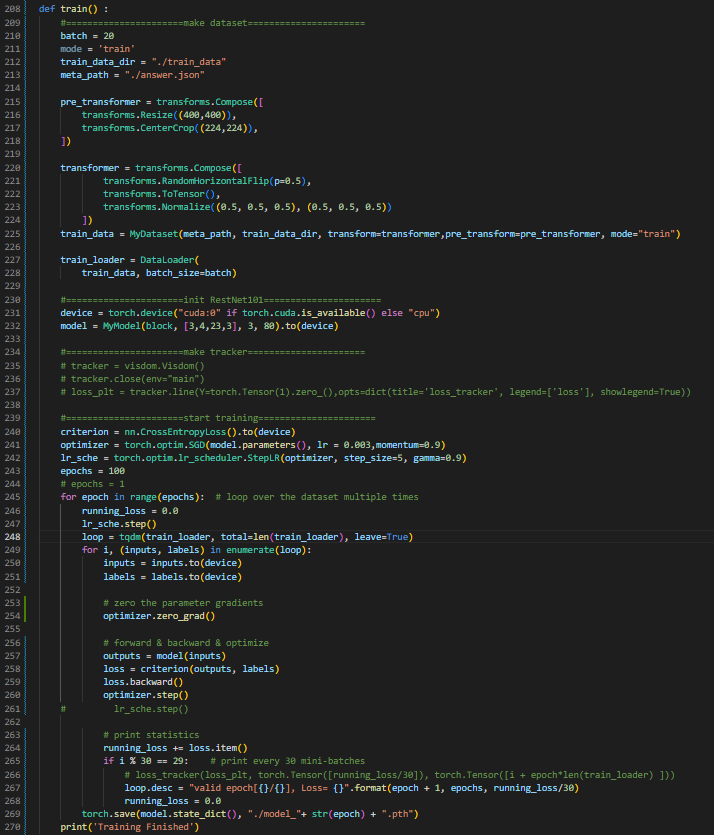 208 def train() :
209 #======================make dataset======================
210 batch = 20
211 mode = 'train'
212 train_data_dir = "./train_data"
213 meta_path = "./answer.json"
214
215 pre_transformer = transforms.Compose([
216 transforms.Resize((400,400)),
217 transforms.CenterCrop((224,224)),
218 ])
219
220 transformer = transforms.Compose([
221 transforms.RandomHorizontalFlip(p=0.5),
222 transforms.ToTensor(),
223 transforms.Normalize((0.5, 0.5, 0.5), (0.5, 0.5, 0.5))
224 ])
225 train_data = MyDataset(meta_path, train_data_dir, transform=transformer,pre_transform=pre_transformer, mode="train")
226
227 train_loader = DataLoader(
228 train_data, batch_size=batch)
229
230 #======================init RestNet101======================
231 device = torch.device("cuda:0" if torch.cuda.is_available() else "cpu")
232 model = MyModel(block, [3,4,23,3], 3, 80).to(device)
233
234 #======================make tracker======================
235 # tracker = visdom.Visdom()
236 # tracker.close(env="main")
237 # loss_plt = tracker.line(Y=torch.Tensor(1).zero_(),opts=dict(title='loss_tracker', legend=['loss'], showlegend=True))
238
239 #======================start training======================
240 criterion = nn.CrossEntropyLoss().to(device)
241 optimizer = torch.optim.SGD(model.parameters(), lr = 0.003,momentum=0.9)
242 lr_sche = torch.optim.lr_scheduler.StepLR(optimizer, step_size=5, gamma=0.9)
243 epochs = 100
244 # epochs = 1
245 for epoch in range(epochs): # loop over the dataset multiple times
246 running_loss = 0.0
247 lr_sche.step()
248 loop = tqdm(train_loader, total=len(train_loader), leave=True)
249 for i, (inputs, labels) in enumerate(loop):
250 inputs = inputs.to(device)
251 labels = labels.to(device)
252
253 # zero the parameter gradients
254 optimizer.zero_grad()
255
256 # forward & backward & optimize
257 outputs = model(inputs)
258 loss = criterion(outputs, labels)
259 loss.backward()
260 optimizer.step()
261 # lr_sche.step()
262
263 # print statistics
264 running_loss += loss.item()
265 if i % 30 == 29: # print every 30 mini-batches
266 # loss_tracker(loss_plt, torch.Tensor([running_loss/30]), torch.Tensor([i + epoch*len(train_loader) ]))
267 loop.desc = "valid epoch[{}/{}], Loss= {}".format(epoch + 1, epochs, running_loss/30)
268 running_loss = 0.0
269 torch.save(model.state_dict(), "./model_"+ str(epoch) + ".pth")
270 print('Training Finished')